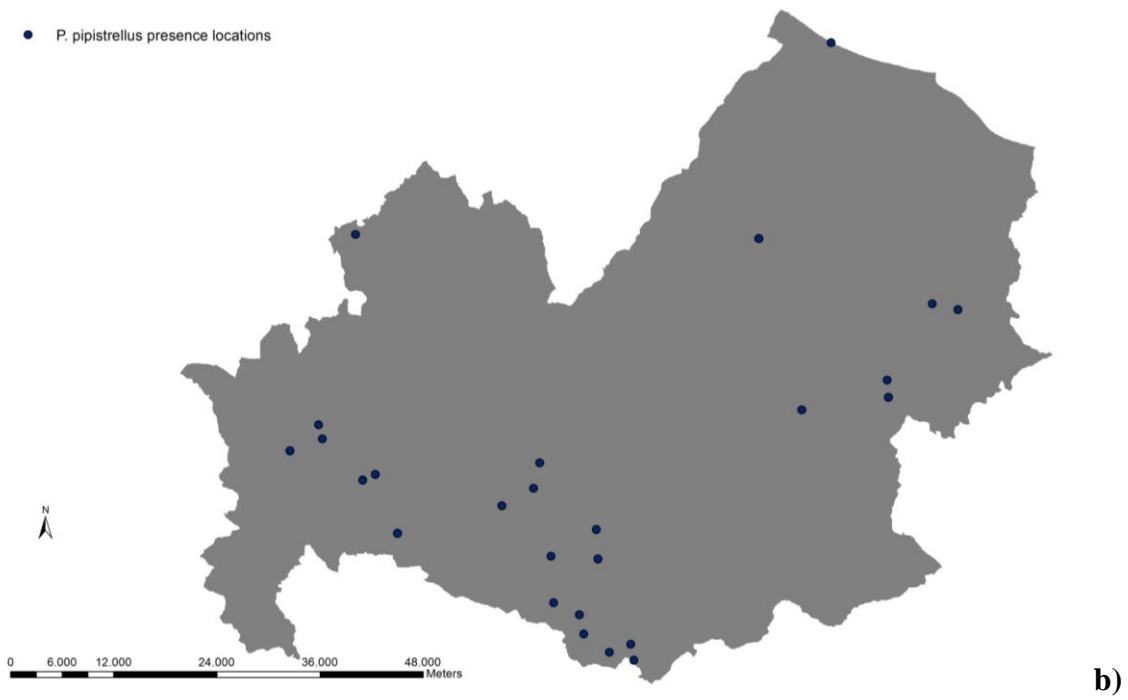 P. pipistrellus presence locations
N
0 6.000 12.000 24.000 36.000 48.000
Meters
b)